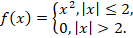 f(x) = { x², |x| ≤ 2,
0, |x| > 2.